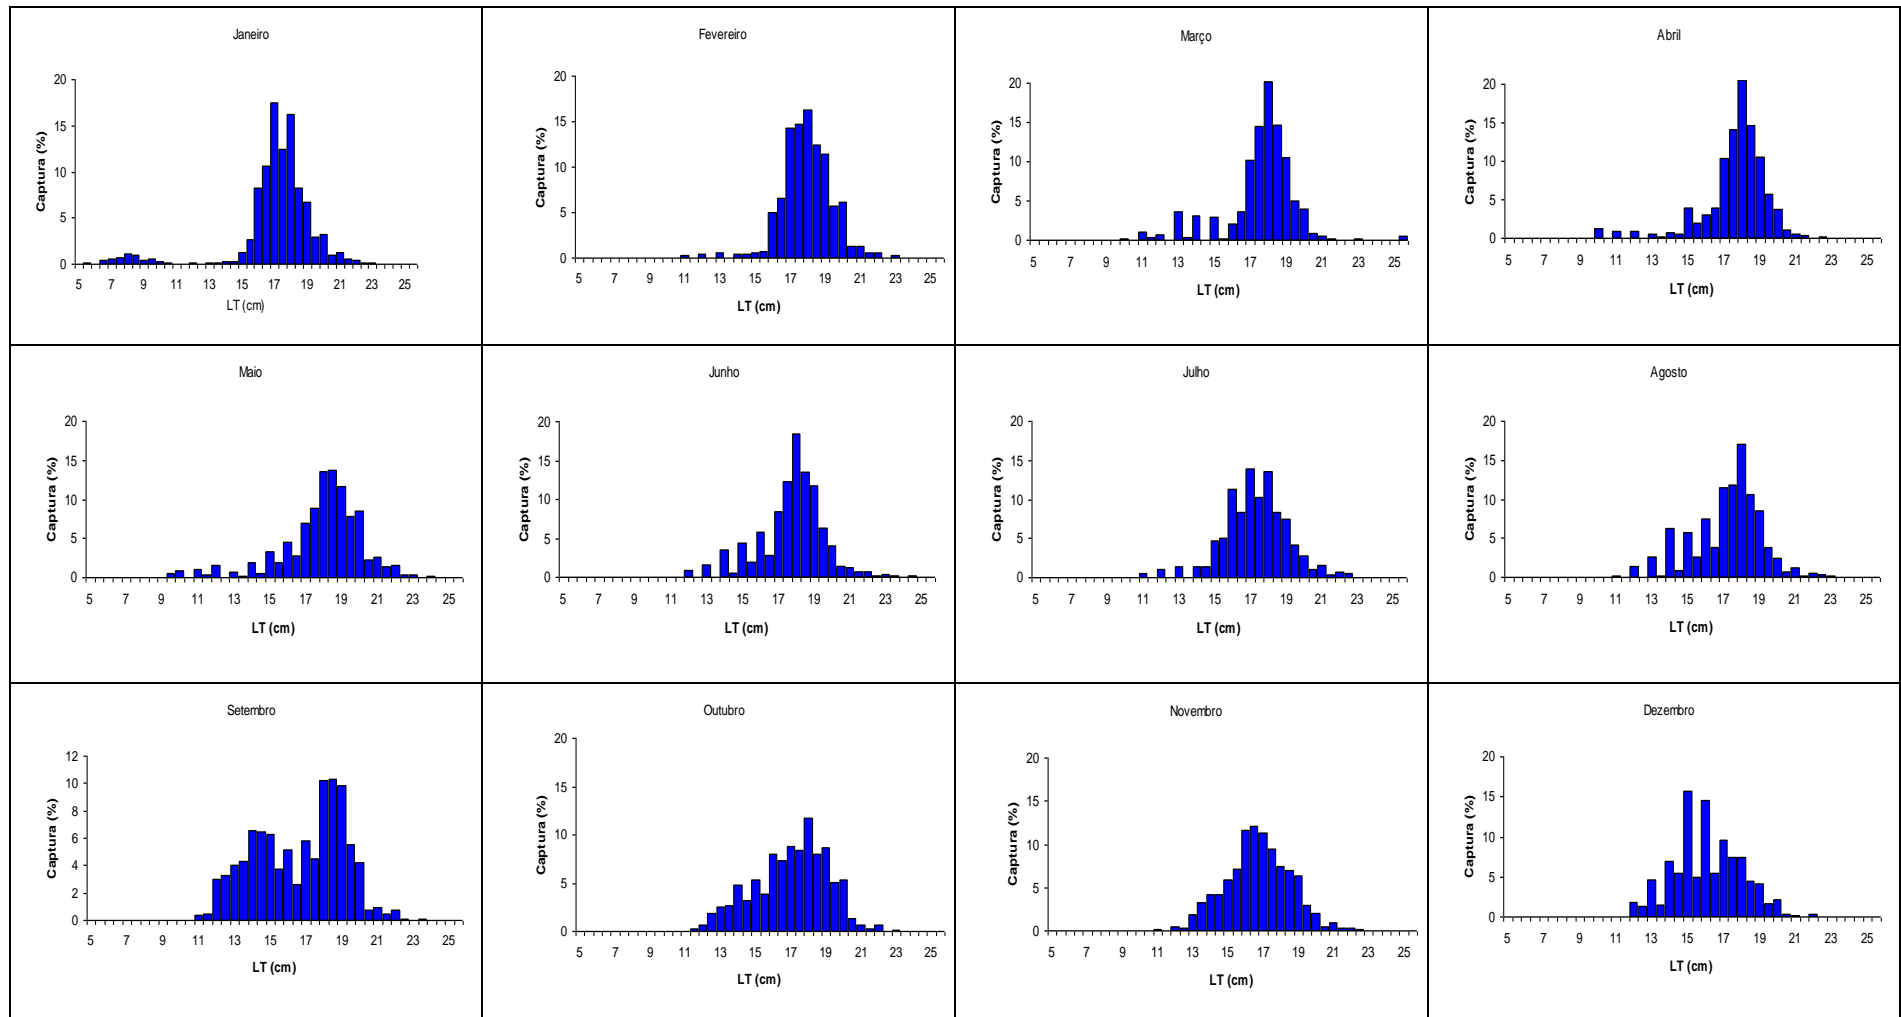 Janeiro
20
15
10
5
0
Captura (%)
5 7 9 11 13 15 17 19 21 23 25
LT (cm)
Fevereiro
20
15
10
5
0
Captura (%)
5 7 9 11 13 15 17 19 21 23 25
LT (cm)
Março
20
15
10
5
0
Captura (%)
5 7 9 11 13 15 17 19 21 23 25
LT (cm)
Abril
20
15
10
5
0
Captura (%)
5 7 9 11 13 15 17 19 21 23 25
LT (cm)
Maio
20
15
10
5
0
Captura (%)
5 7 9 11 13 15 17 19 21 23 25
LT (cm)
Junho
20
15
10
5
0
Captura (%)
5 7 9 11 13 15 17 19 21 23 25
LT (cm)
Julho
20
15
10
5
0
Captura (%)
5 7 9 11 13 15 17 19 21 23 25
LT (cm)
Agosto
20
15
10
5
0
Captura (%)
5 7 9 11 13 15 17 19 21 23 25
LT (cm)
Setembro
12
10
8
6
4
2
0
Captura (%)
5 7 9 11 13 15 17 19 21 23 25
LT (cm)
Outubro
20
15
10
5
0
Captura (%)
5 7 9 11 13 15 17 19 21 23 25
LT (cm)
Novembro
20
15
10
5
0
Captura (%)
5 7 9 11 13 15 17 19 21 23 25
LT (cm)
Dezembro
20
15
10
5
0
Captura (%)
5 7 9 11 13 15 17 19 21 23 25
LT (cm)